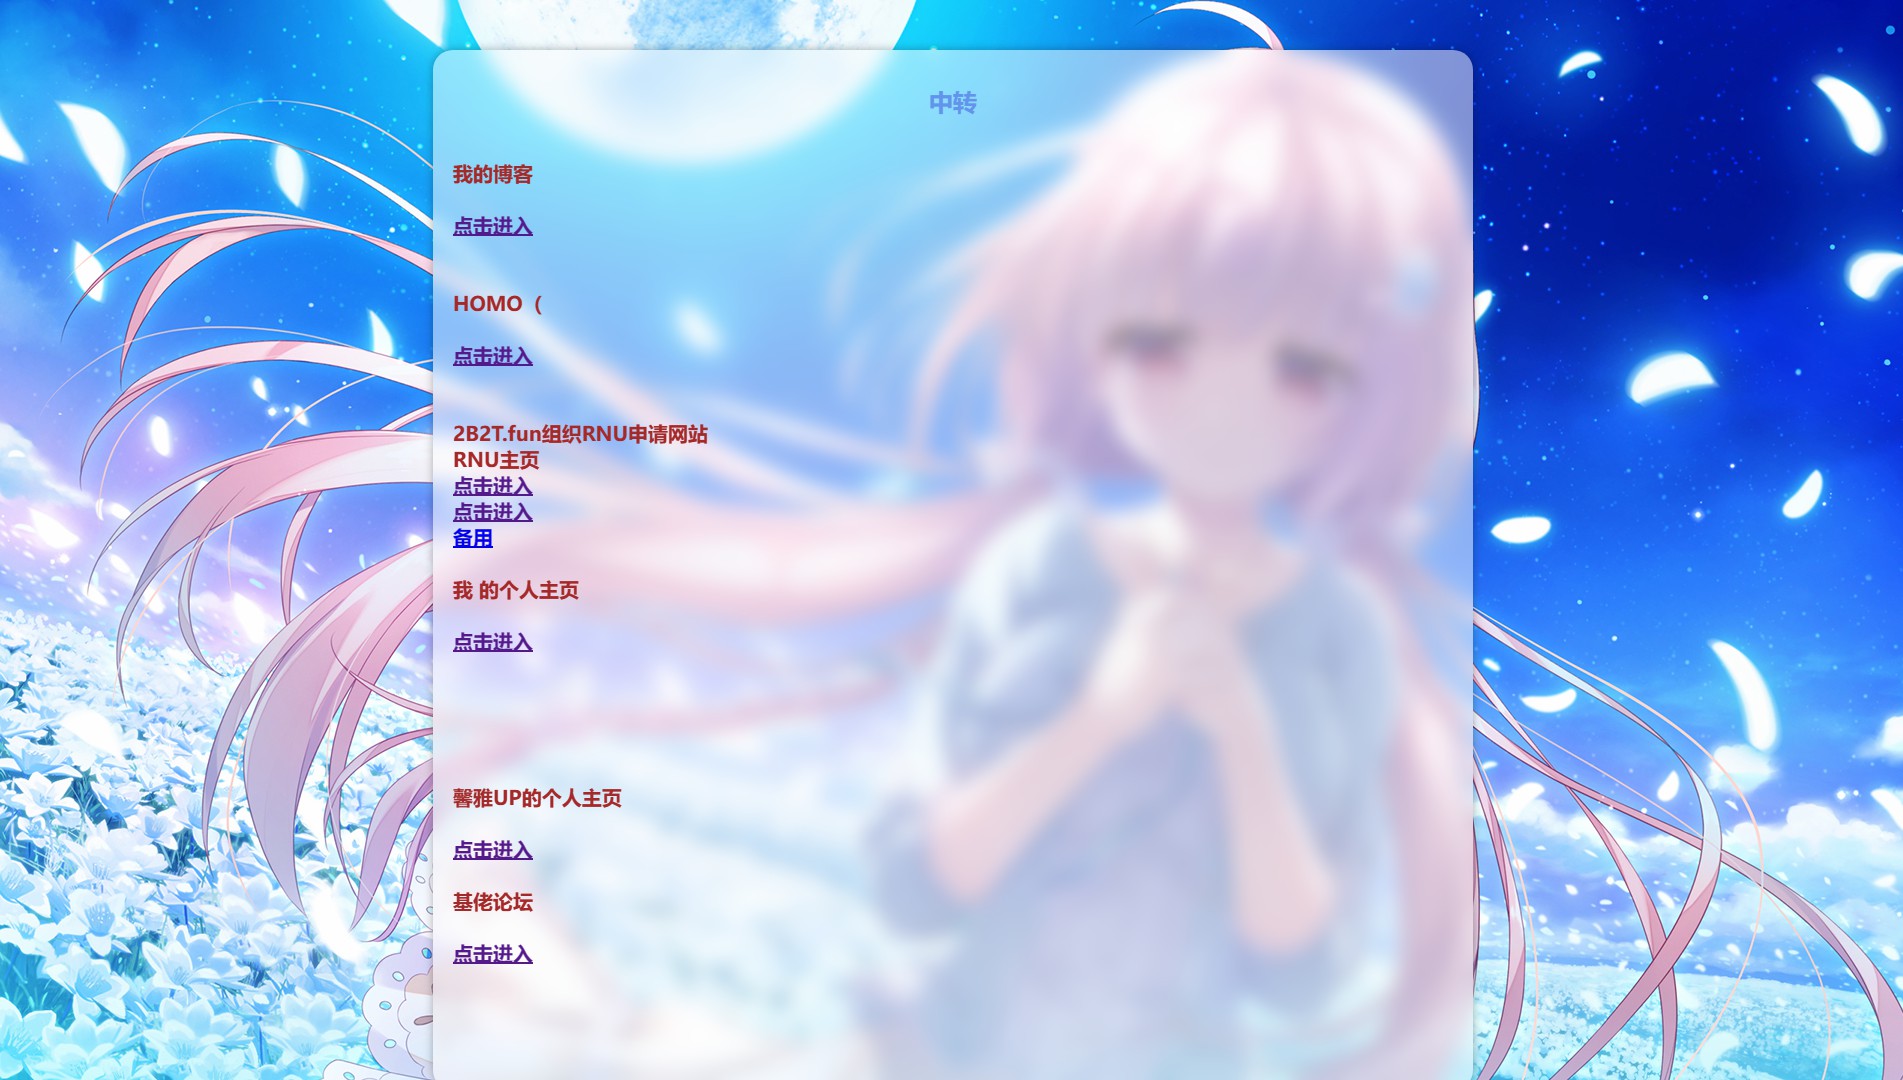 中转
我的博客
点击进入
HOMO（
点击进入
2B2T.fun组织RNU申请网站
RNU主页
点击进入
点击进入
备用
我 的个人主页
点击进入
馨雅UP的个人主页
点击进入
基佬论坛
点击进入